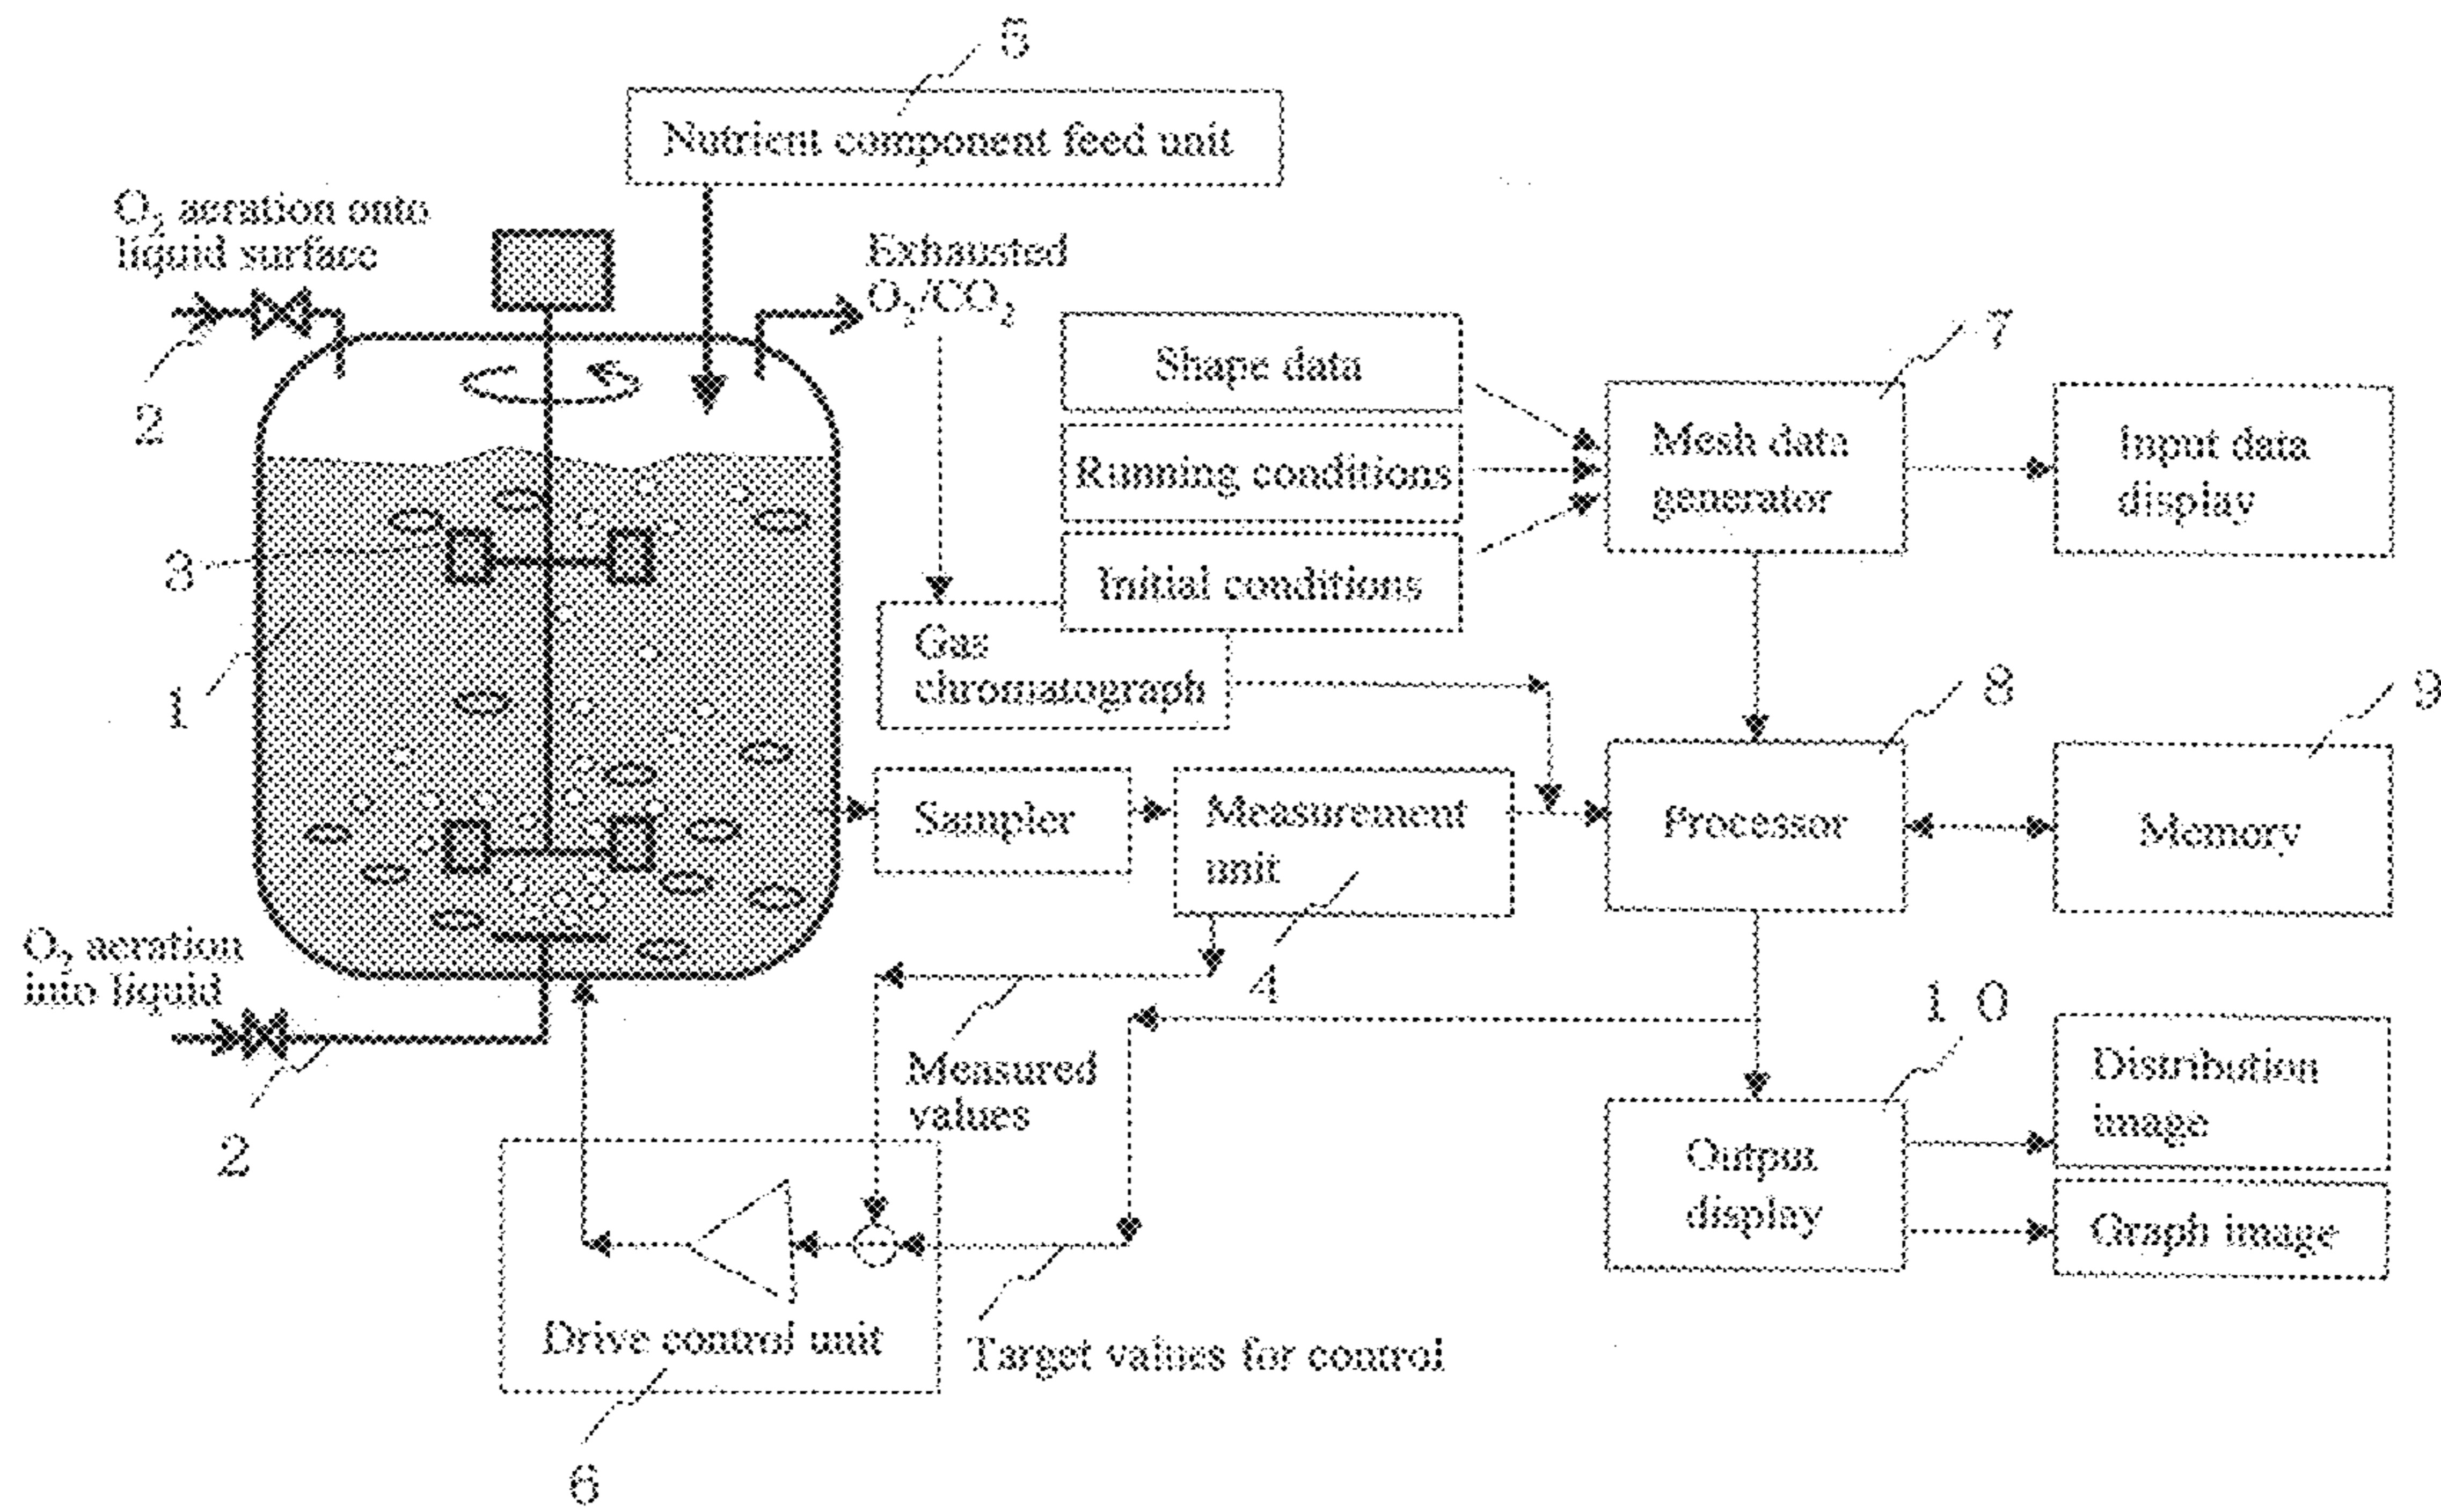 5
Nutrient component feed unit
O₂ aeration onto
liquid surface
Exhausted
O₂/CO₂
2
Shape data
Running conditions
Initial conditions
7
Mesh data
generator
Input data
display
3
1
Gas
chromatograph
8
9
Sampler
Measurement
unit
Processor
Memory
4
O₂ aeration
into liquid
2
Measured
values
10
Output
display
Distribution
image
Graph image
Drive control unit
Target values for control
6